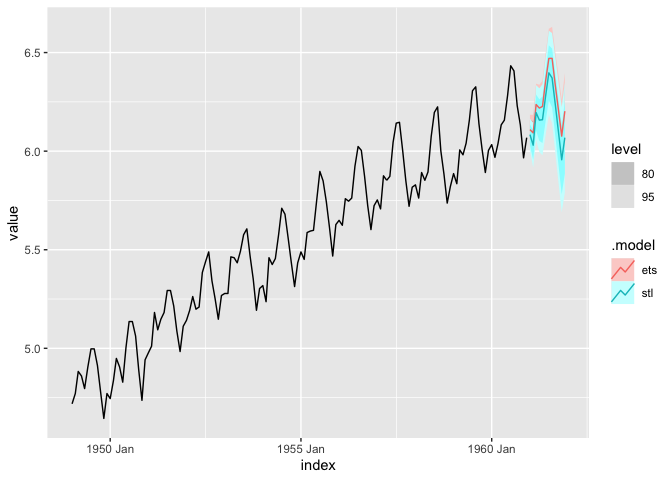 6.5
6.0
5.5
5.0
value
1950 Jan
1955 Jan
1960 Jan
index
level
80
95
.model
ets
stl